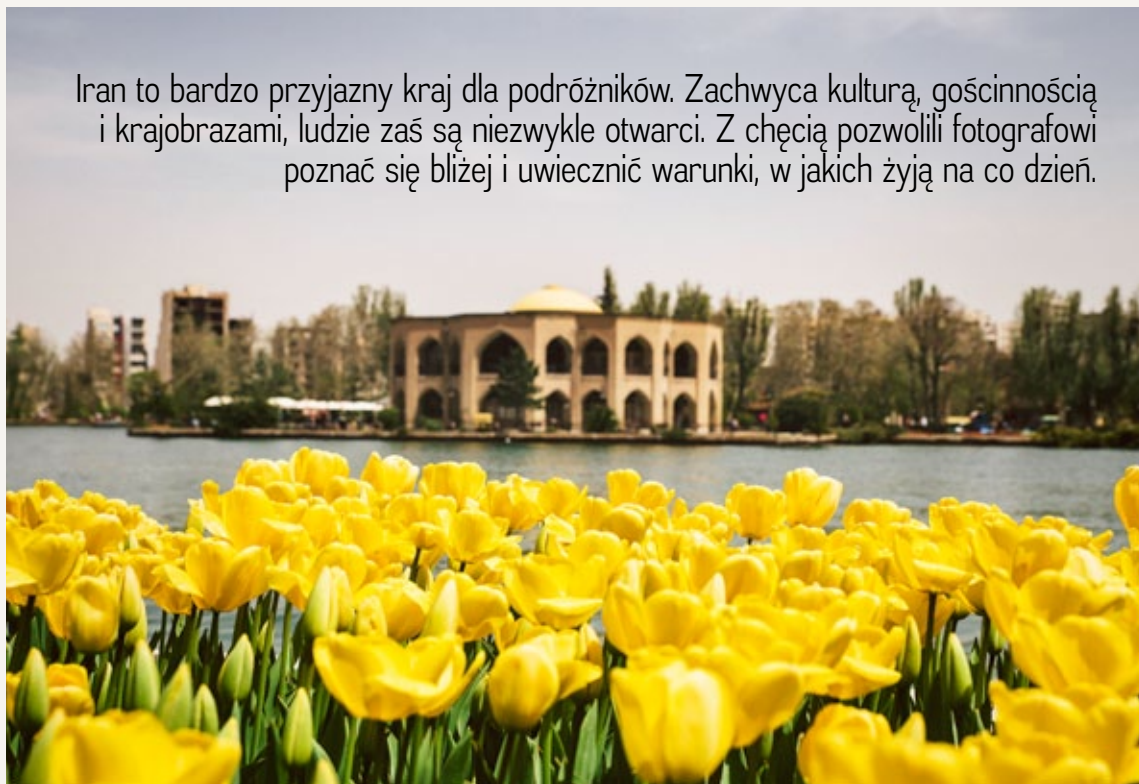 Iran to bardzo przyjazny kraj dla podróżników. Zachwyca kulturą, gościnnością
i krajobrazami, ludzie zaś są niezwykle otwarci. Z chęcią pozwolili fotografowi
poznać się bliżej i uwiecznić warunki, w jakich żyją na co dzień.